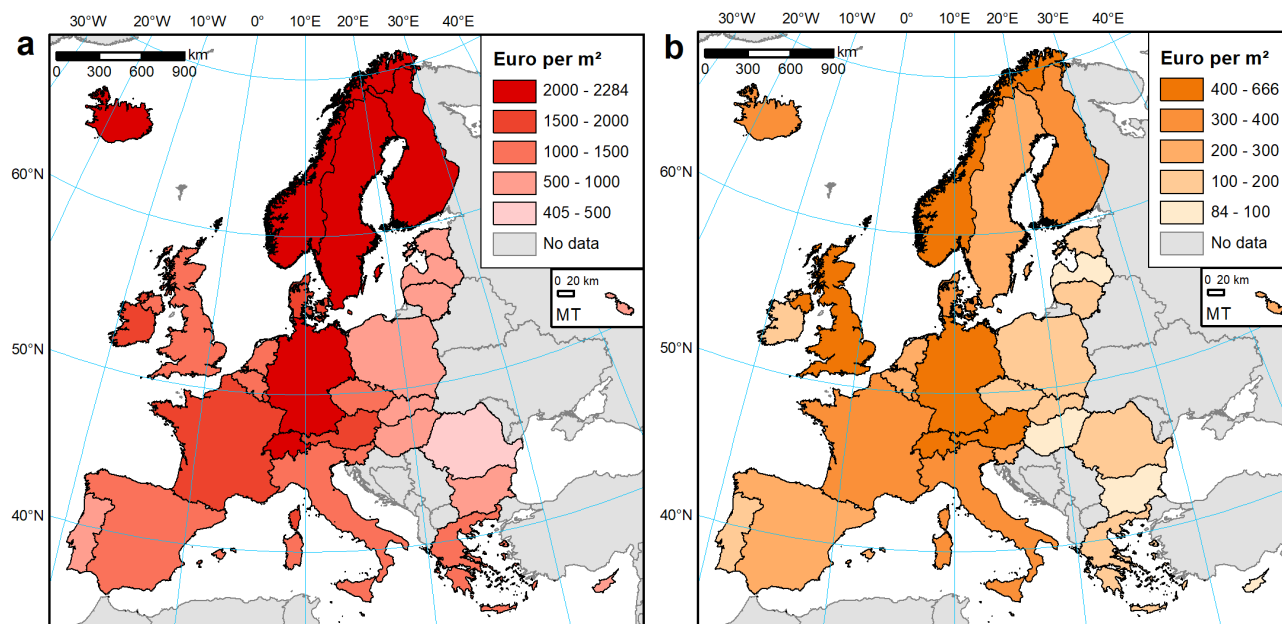 30°W 20°W 10°W 0° 10°E 20°E 30°E 40°E
a
km
0 300 600 900
Euro per m²
2000 - 2284
1500 - 2000
1000 - 1500
500 - 1000
405 - 500
No data
0 20 km
MT
60°N
50°N
40°N
30°W 20°W 10°W 0° 10°E 20°E 30°E 40°E
b
km
0 300 600 900
Euro per m²
400 - 666
300 - 400
200 - 300
100 - 200
84 - 100
No data
0 20 km
MT
60°N
50°N
40°N